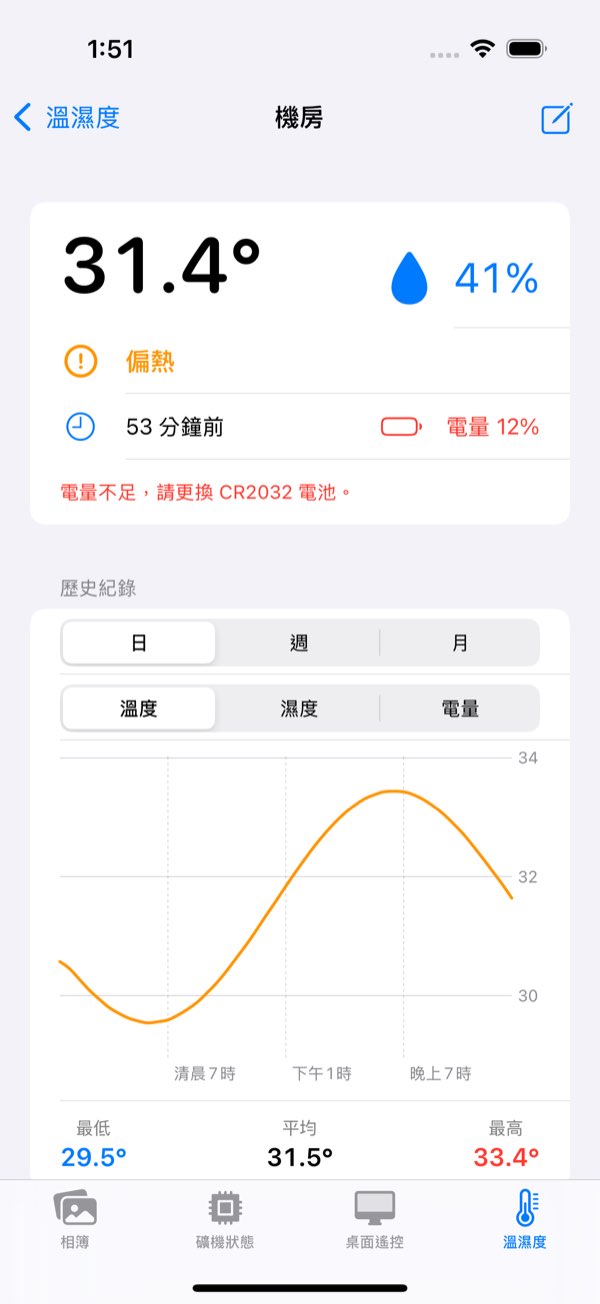 1:51
溫濕度
機房
31.4°
41%
偏熱
53 分鐘前
電量 12%
電量不足，請更換 CR2032 電池。
歷史紀錄
日 週 月
溫度 濕度 電量
34
32
30
清晨7時 下午1時 晚上7時
最低 平均 最高
29.5° 31.5° 33.4°
相簿 礦機狀態 桌面遙控 溫濕度